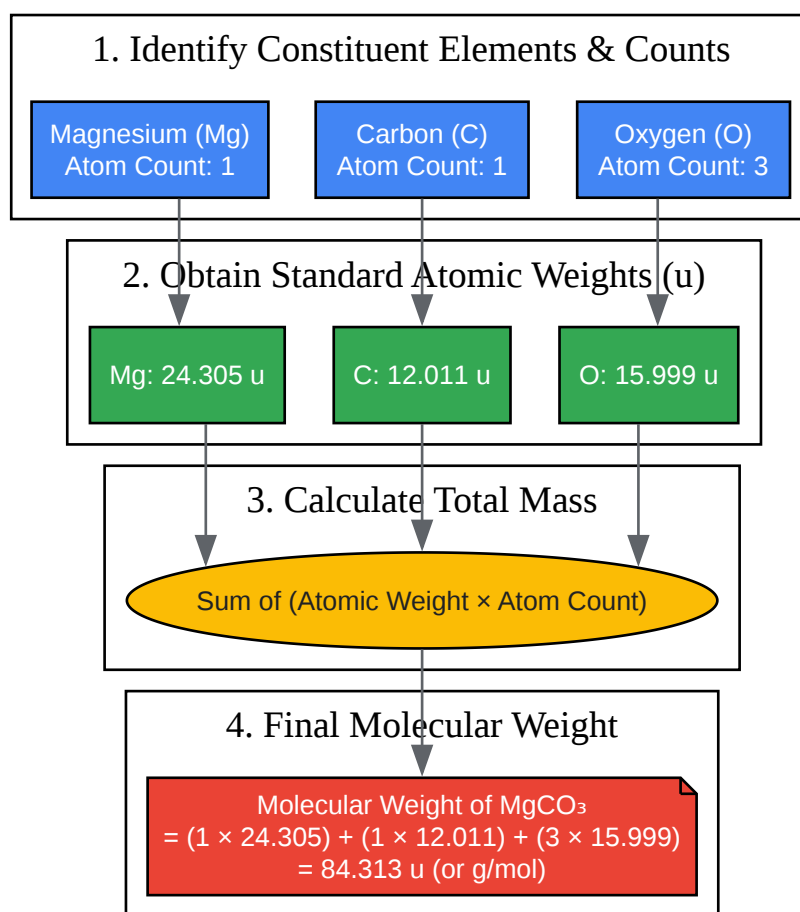 1. Identify Constituent Elements & Counts
Magnesium (Mg)
Atom Count: 1
Carbon (C)
Atom Count: 1
Oxygen (O)
Atom Count: 3
2. Obtain Standard Atomic Weights (u)
Mg: 24.305 u
C: 12.011 u
O: 15.999 u
3. Calculate Total Mass
Sum of (Atomic Weight × Atom Count)
4. Final Molecular Weight
Molecular Weight of MgCO₃
= (1 × 24.305) + (1 × 12.011) + (3 × 15.999)
= 84.313 u (or g/mol)